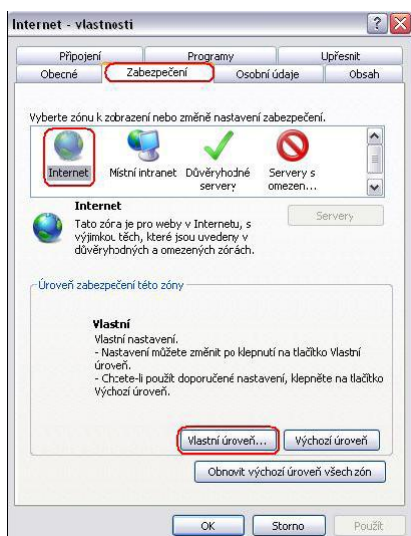 Internet - vlastnosti
Připojení Programy Upřesnit
Obecné Zabezpečení Osobní údaje Obsah
Vyberte zónu k zobrazení nebo změně nastavení zabezpečení.
Internet Místní intranet Důvěryhodné servery Servery s omezen...
Internet
Servery
Tato zóra je pro weby v Internetu, s
výjimkou těch, které jsou uvedeny v
důvěryhodných a omezených zónách.
Úroveň zabezpečení této zóny
Vlastní
Vlastní nastavení.
- Nastavení můžete změnit po klepnutí na tlačítko Vlastní
úroveň.
- Chcete-li použít doporučené nastavení, klepněte na tlačítko
Výchozí úroveň.
Vlastní úroveň... Výchozí úroveň
Obnovit výchozí úroveň všech zón
OK Storno Použít